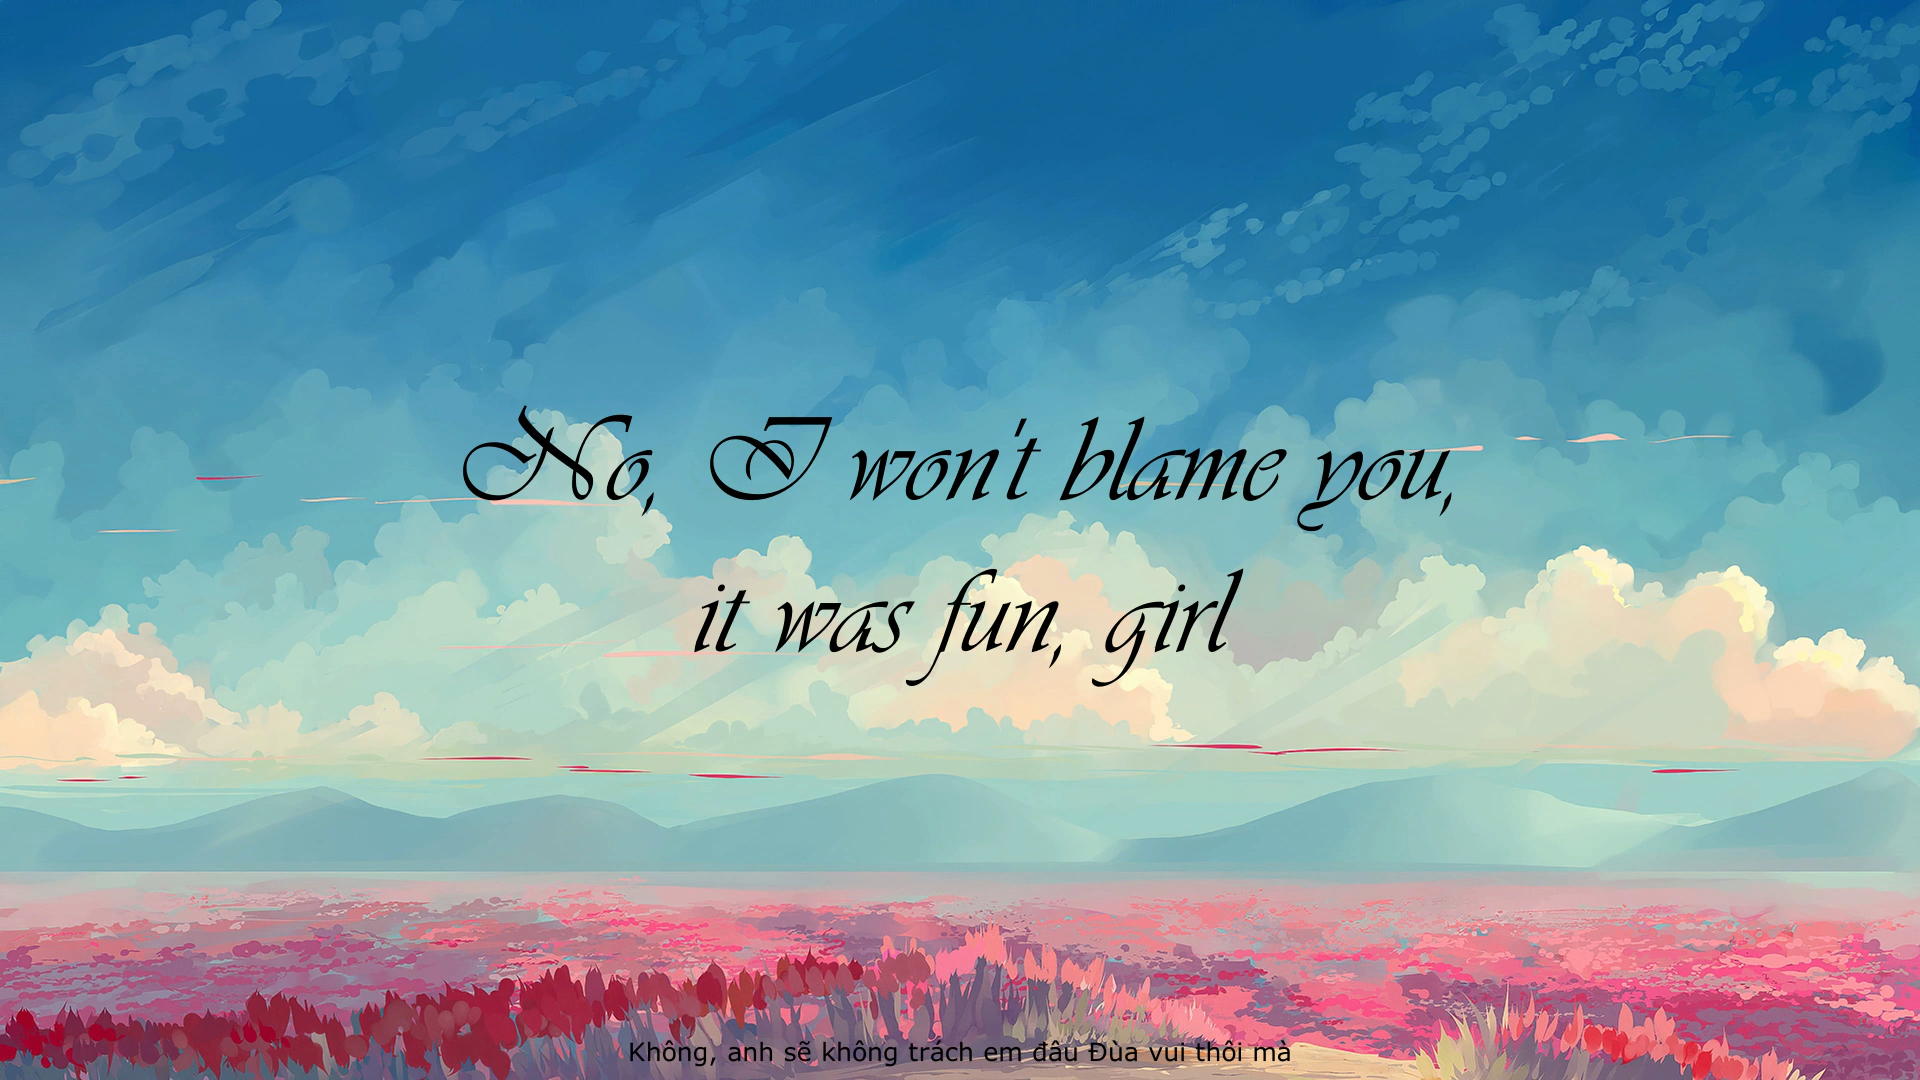 No, I won't blame you,
it was fun, girl
Không, anh sẽ không trách em đâu Đùa vui thôi mà